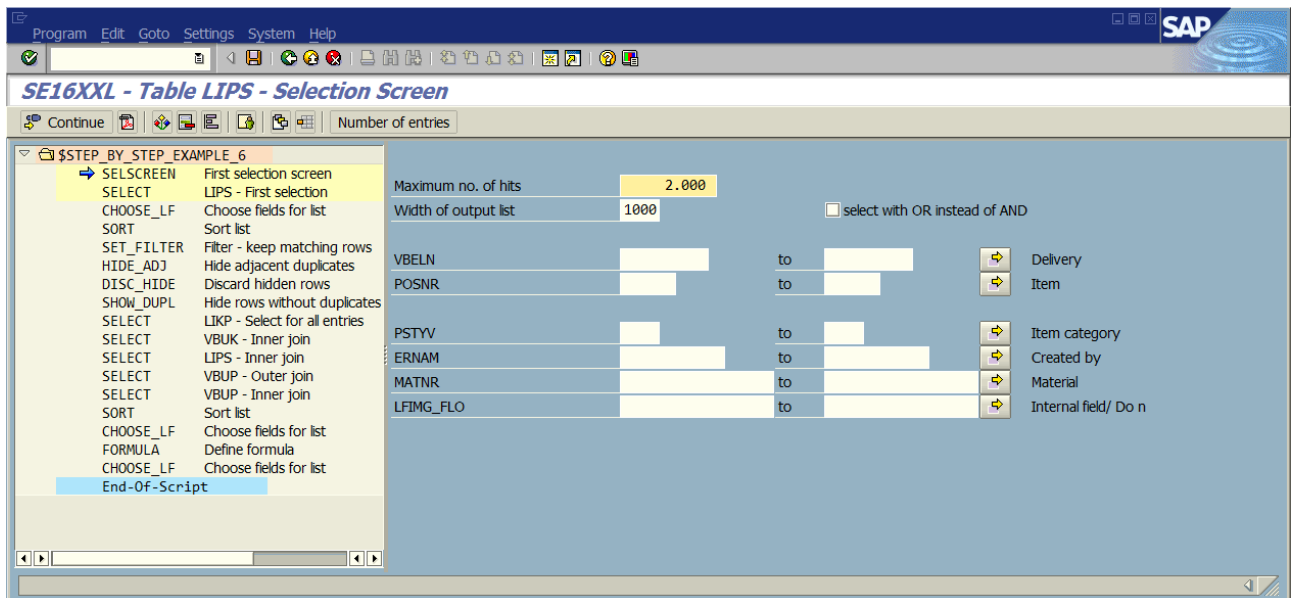 Program Edit Goto Settings System Help
SAP
SE16XXL - Table LIPS - Selection Screen
Continue Number of entries
$STEP_BY_STEP_EXAMPLE_6
SELSCREEN First selection screen
SELECT LIPS - First selection
CHOOSE_LF Choose fields for list
SORT Sort list
SET_FILTER Filter - keep matching rows
HIDE_ADJ Hide adjacent duplicates
DISC_HIDE Discard hidden rows
SHOW_DUPL Hide rows without duplicates
SELECT LIKP - Select for all entries
SELECT VBUK - Inner join
SELECT LIPS - Inner join
SELECT VBUP - Outer join
SELECT VBUP - Inner join
SORT Sort list
CHOOSE_LF Choose fields for list
FORMULA Define formula
CHOOSE_LF Choose fields for list
End-Of-Script
Maximum no. of hits 2.000
Width of output list 1000 select with OR instead of AND
VBELN to Delivery
POSNR to Item
PSTYV to Item category
ERNAM to Created by
MATNR to Material
LFIMG_FLO to Internal field/ Do n